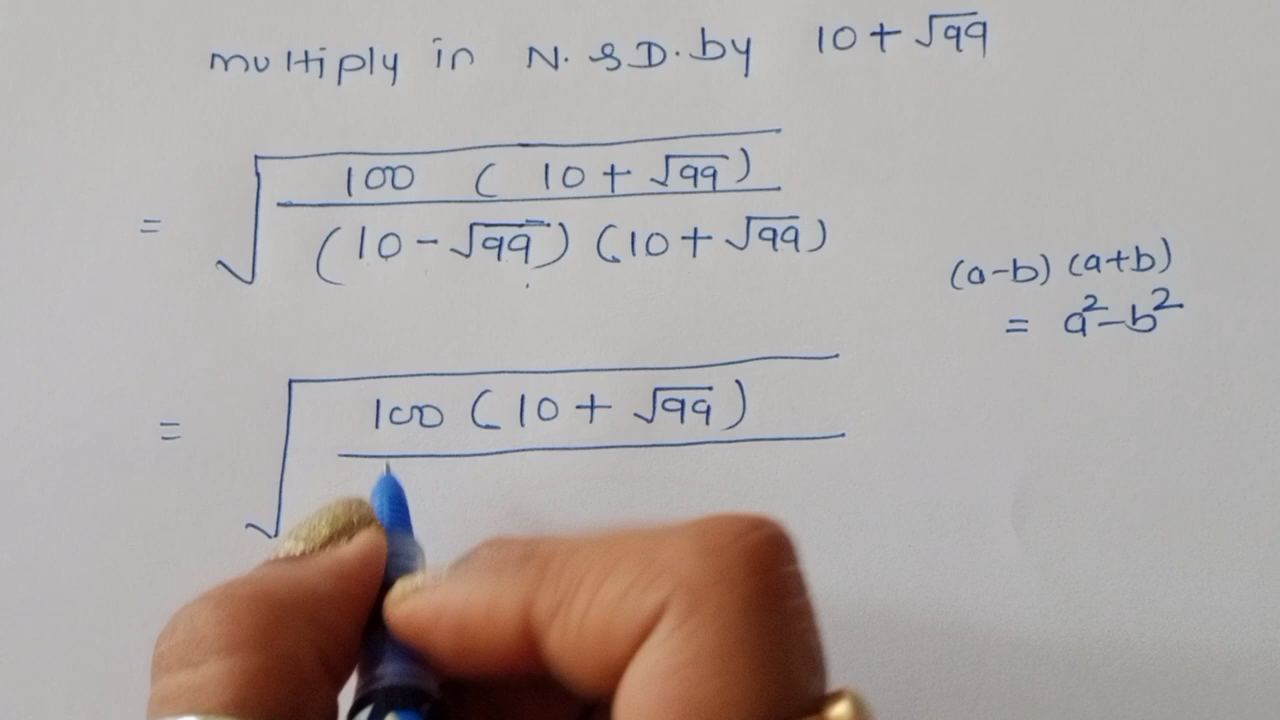 multiply in N. & D. by 10 + √99
= √(100 (10 + √99) / (10 - √99) (10 + √99))
(a-b) (a+b)
= a² - b²
= √(100 (10 + √99) /